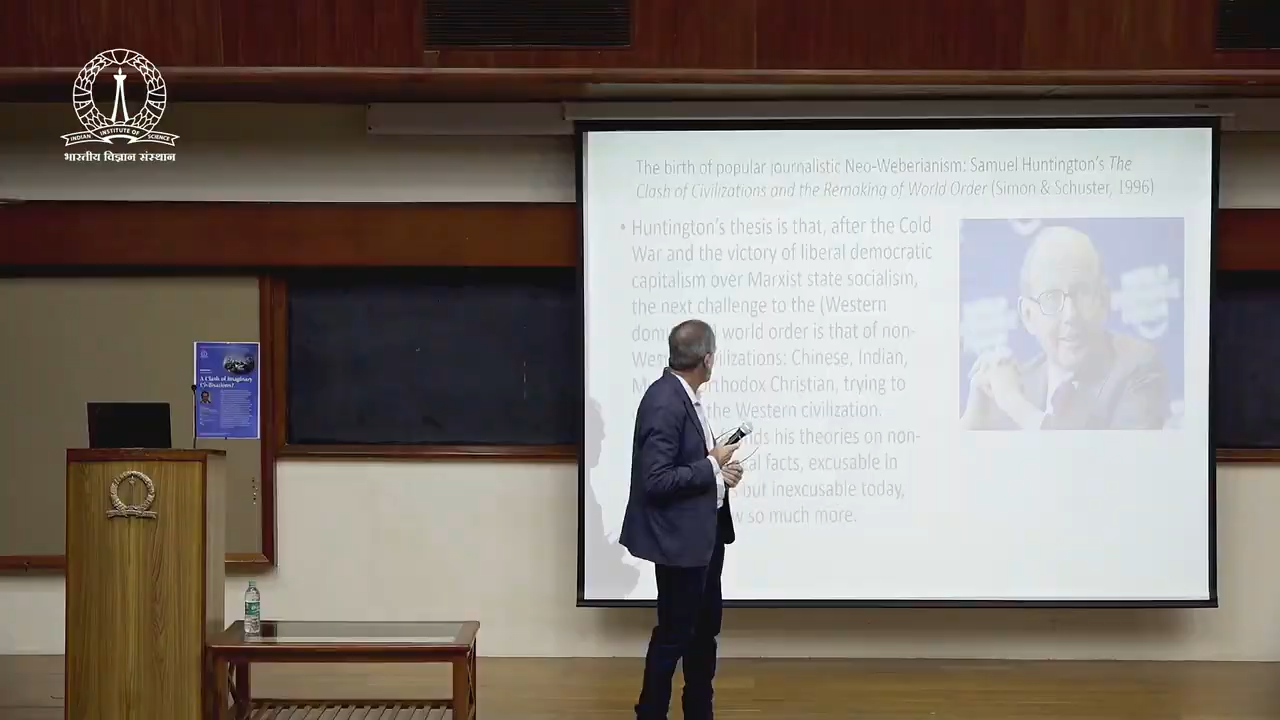 INDIAN INSTITUTE OF SCIENCE
भारतीय विज्ञान संस्थान
The birth of popular journalistic Neo-Weberianism: Samuel Huntington's The
Clash of Civilizations and the Remaking of World Order (Simon & Schuster, 1996)
• Huntington's thesis is that, after the Cold
War and the victory of liberal democratic
capitalism over Marxist state socialism,
the next challenge to the (Western
world order is that of non-
Chinese, Indian,
Orthodox Christian, trying to
the Western civilization.
his theories on non-
facts, excusable in
but inexcusable today,
so much more.
A Clash of Imaginary
Civilisations?